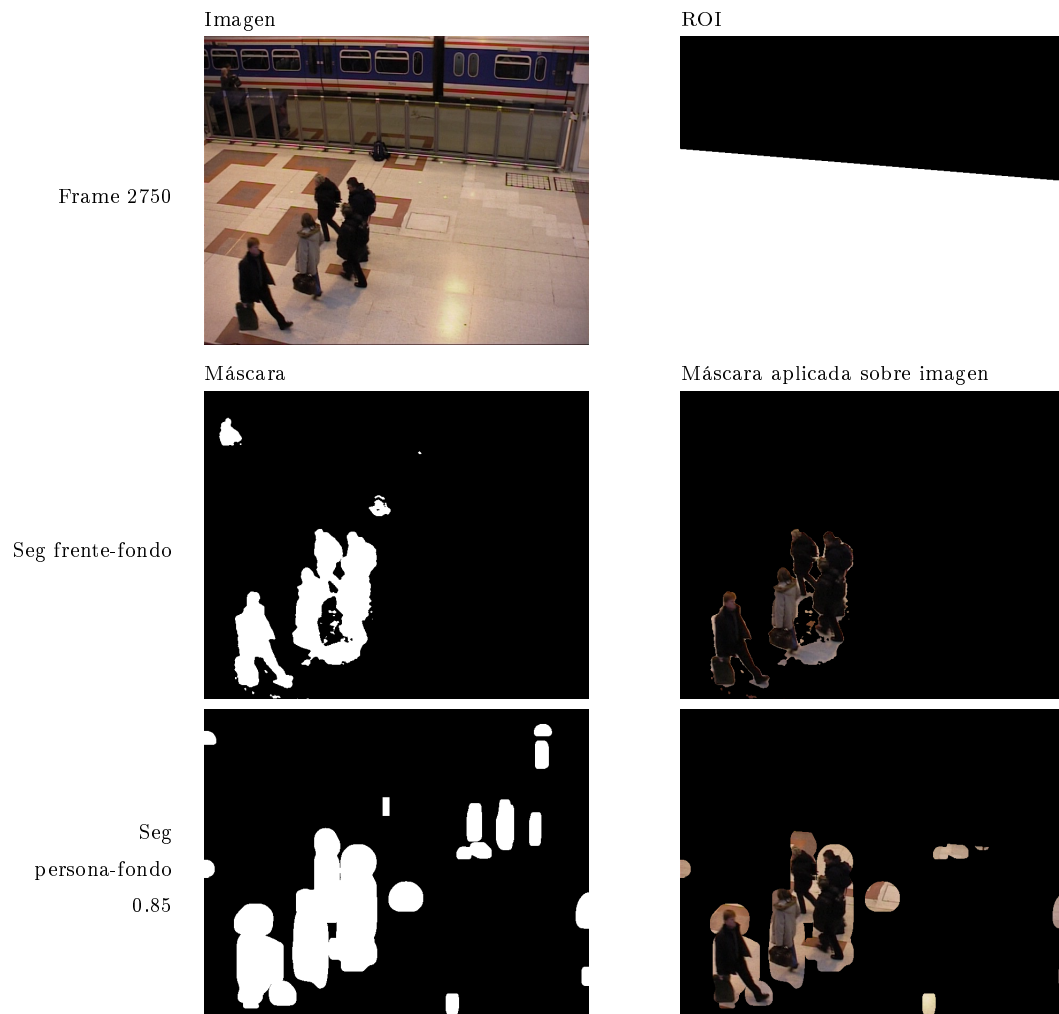 Imagen
ROI
Frame 2750
Máscara
Máscara aplicada sobre imagen
Seg frente-fondo
Seg
persona-fondo
0.85